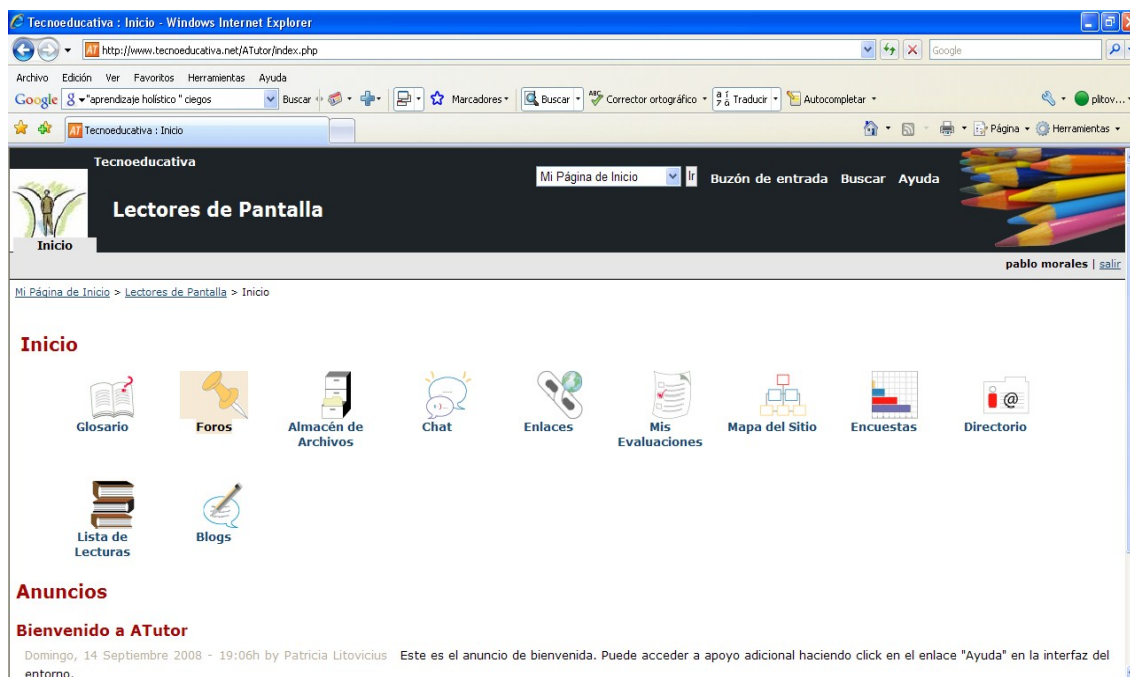 Tecnoeducativa : Inicio - Windows Internet Explorer
http://www.tecnoeducativa.net/ATutor/index.php
Google
Archivo Edición Ver Favoritos Herramientas Ayuda
Google "aprendizaje holístico " ciegos Buscar Marcadores Buscar Corrector ortográfico Traducir Autocompletar plitov...
Tecnoeducativa : Inicio Página Herramientas
Tecnoeducativa
Mi Página de Inicio Ir Buzón de entrada Buscar Ayuda
Lectores de Pantalla
Inicio
pablo morales | salir
Mi Página de Inicio > Lectores de Pantalla > Inicio
Inicio
Glosario Foros Almacén de Archivos Chat Enlaces Mis Evaluaciones Mapa del Sitio Encuestas Directorio
Lista de Lecturas Blogs
Anuncios
Bienvenido a ATutor
Domingo, 14 Septiembre 2008 - 19:06h by Patricia Litovicius Este es el anuncio de bienvenida. Puede acceder a apoyo adicional haciendo click en el enlace "Ayuda" en la interfaz del
entorno.